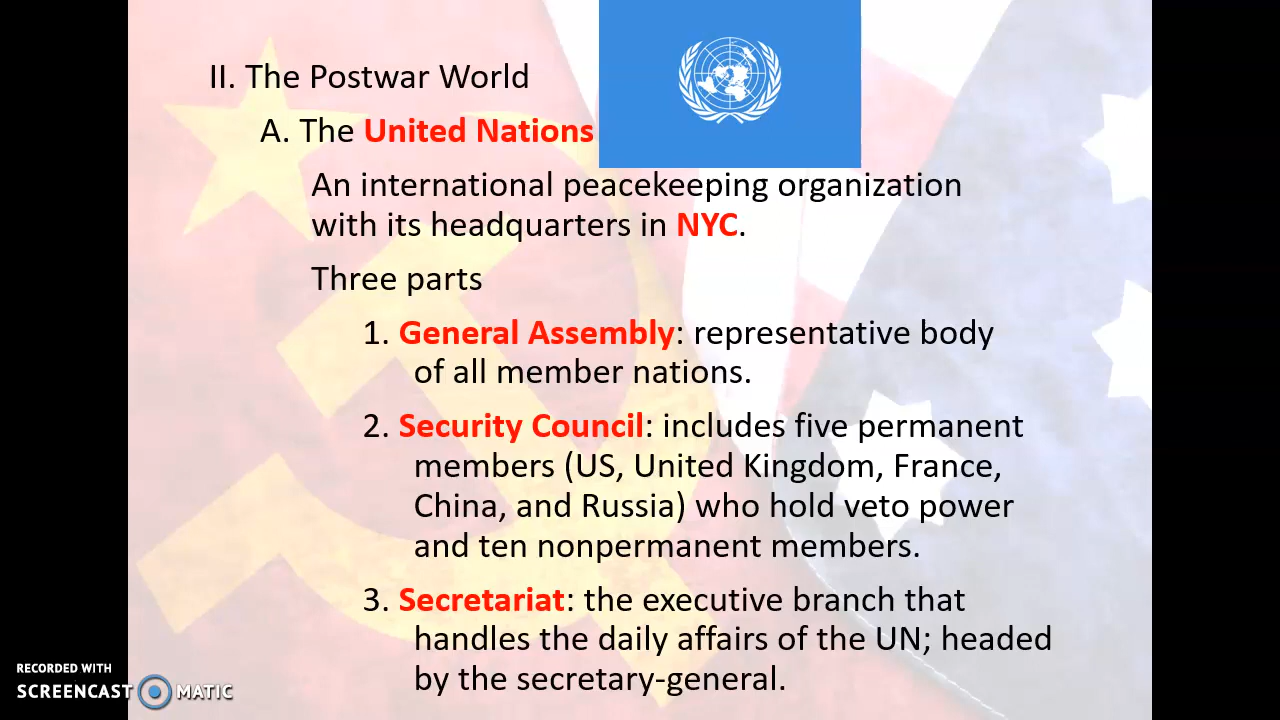 II. The Postwar World
A. The United Nations
An international peacekeeping organization
with its headquarters in NYC.
Three parts
1. General Assembly: representative body
of all member nations.
2. Security Council: includes five permanent
members (US, United Kingdom, France,
China, and Russia) who hold veto power
and ten nonpermanent members.
3. Secretariat: the executive branch that
handles the daily affairs of the UN; headed
by the secretary-general.
RECORDED WITH
SCREENCAST MATIC